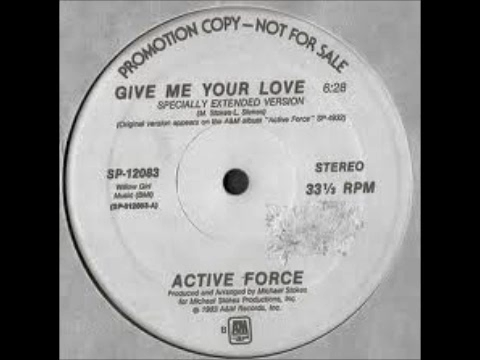 PROMOTION COPY—NOT FOR SALE
GIVE ME YOUR LOVE 6:28
SPECIALLY EXTENDED VERSION
(M. Stokes-L. Stokes)
(Original version appears on the A&M album "Active Force" SP-4932)
SP-12083
Willow Girl
Music (BMI)
(SP-012083-A)
STEREO
33⅓ RPM
ACTIVE FORCE
Produced and Arranged by Michael Stokes
for Michael Stokes Productions, Inc.
℗ 1983 A&M Records, Inc.
A&M